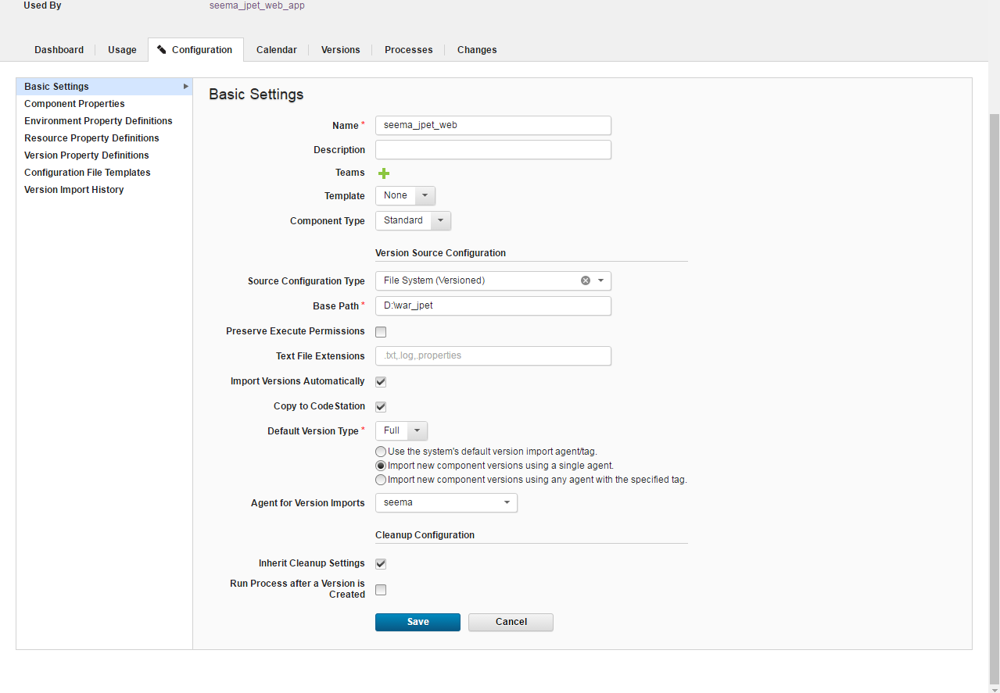 Used By seema_jpet_web_app
Dashboard Usage Configuration Calendar Versions Processes Changes
Basic Settings
Component Properties
Environment Property Definitions
Resource Property Definitions
Version Property Definitions
Configuration File Templates
Version Import History
Basic Settings
Name * seema_jpet_web
Description
Teams
Template None
Component Type Standard
Version Source Configuration
Source Configuration Type File System (Versioned)
Base Path * D:\war_jpet
Preserve Execute Permissions
Text File Extensions .txt,.log,.properties
Import Versions Automatically
Copy to CodeStation
Default Version Type * Full
Use the system's default version import agent/tag.
Import new component versions using a single agent.
Import new component versions using any agent with the specified tag.
Agent for Version Imports seema
Cleanup Configuration
Inherit Cleanup Settings
Run Process after a Version is
Created
Save Cancel